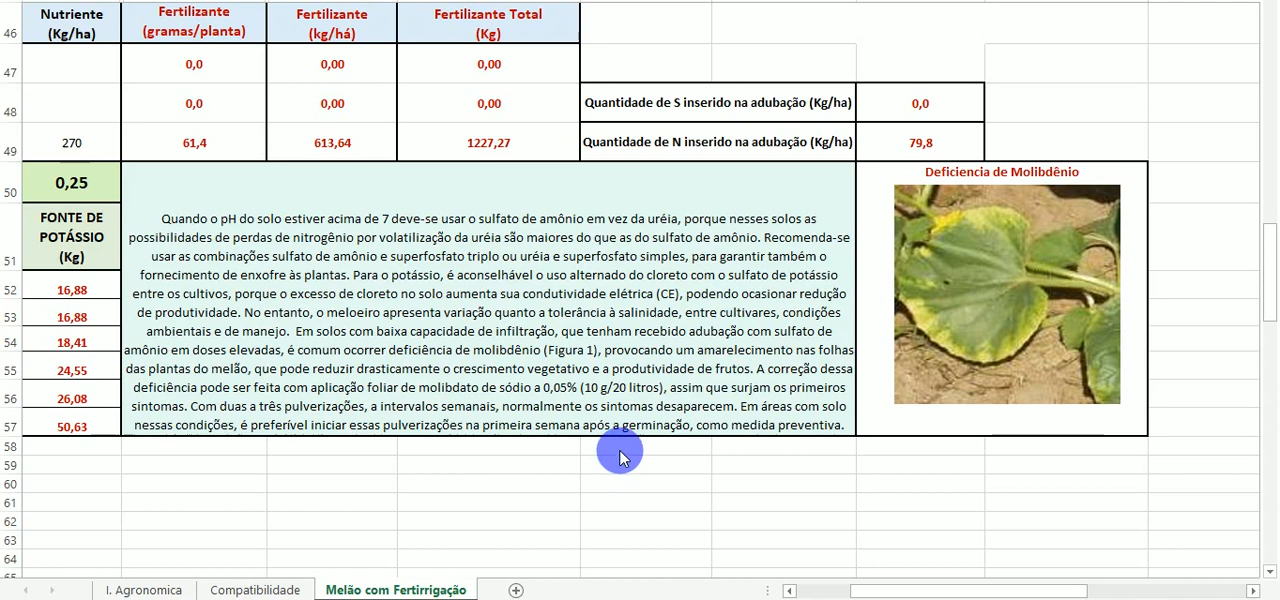 Nutriente (Kg/ha)
Fertilizante (gramas/planta)
Fertilizante (kg/há)
Fertilizante Total (Kg)
46
47
0,0
0,00
0,00
48
0,0
0,00
0,00
Quantidade de S inserido na adubação (Kg/ha)
0,0
49
270
61,4
613,64
1227,27
Quantidade de N inserido na adubação (Kg/ha)
79,8
50
0,25
51
FONTE DE
POTÁSSIO
(Kg)
52
16,88
53
16,88
54
18,41
55
24,55
56
26,08
57
50,63
Quando o pH do solo estiver acima de 7 deve-se usar o sulfato de amônio em vez da uréia, porque nesses solos as
possibilidades de perdas de nitrogênio por volatilização da uréia são maiores do que as do sulfato de amônio. Recomenda-se
usar as combinações sulfato de amônio e superfosfato triplo ou uréia e superfosfato simples, para garantir também o
fornecimento de enxofre às plantas. Para o potássio, é aconselhável o uso alternado do cloreto com o sulfato de potássio
entre os cultivos, porque o excesso de cloreto no solo aumenta sua condutividade elétrica (CE), podendo ocasionar redução
de produtividade. No entanto, o meloeiro apresenta variação quanto a tolerância à salinidade, entre cultivares, condições
ambientais e de manejo. Em solos com baixa capacidade de infiltração, que tenham recebido adubação com sulfato de
amônio em doses elevadas, é comum ocorrer deficiência de molibdênio (Figura 1), provocando um amarelecimento nas folhas
das plantas do melão, que pode reduzir drasticamente o crescimento vegetativo e a produtividade de frutos. A correção dessa
deficiência pode ser feita com aplicação foliar de molibdato de sódio a 0,05% (10 g/20 litros), assim que surjam os primeiros
sintomas. Com duas a três pulverizações, a intervalos semanais, normalmente os sintomas desaparecem. Em áreas com solo
nessas condições, é preferível iniciar essas pulverizações na primeira semana após a germinação, como medida preventiva.
Deficiencia de Molibdênio
58
59
60
61
62
63
64
I. Agronomica
Compatibilidade
Melão com Fertirrigação